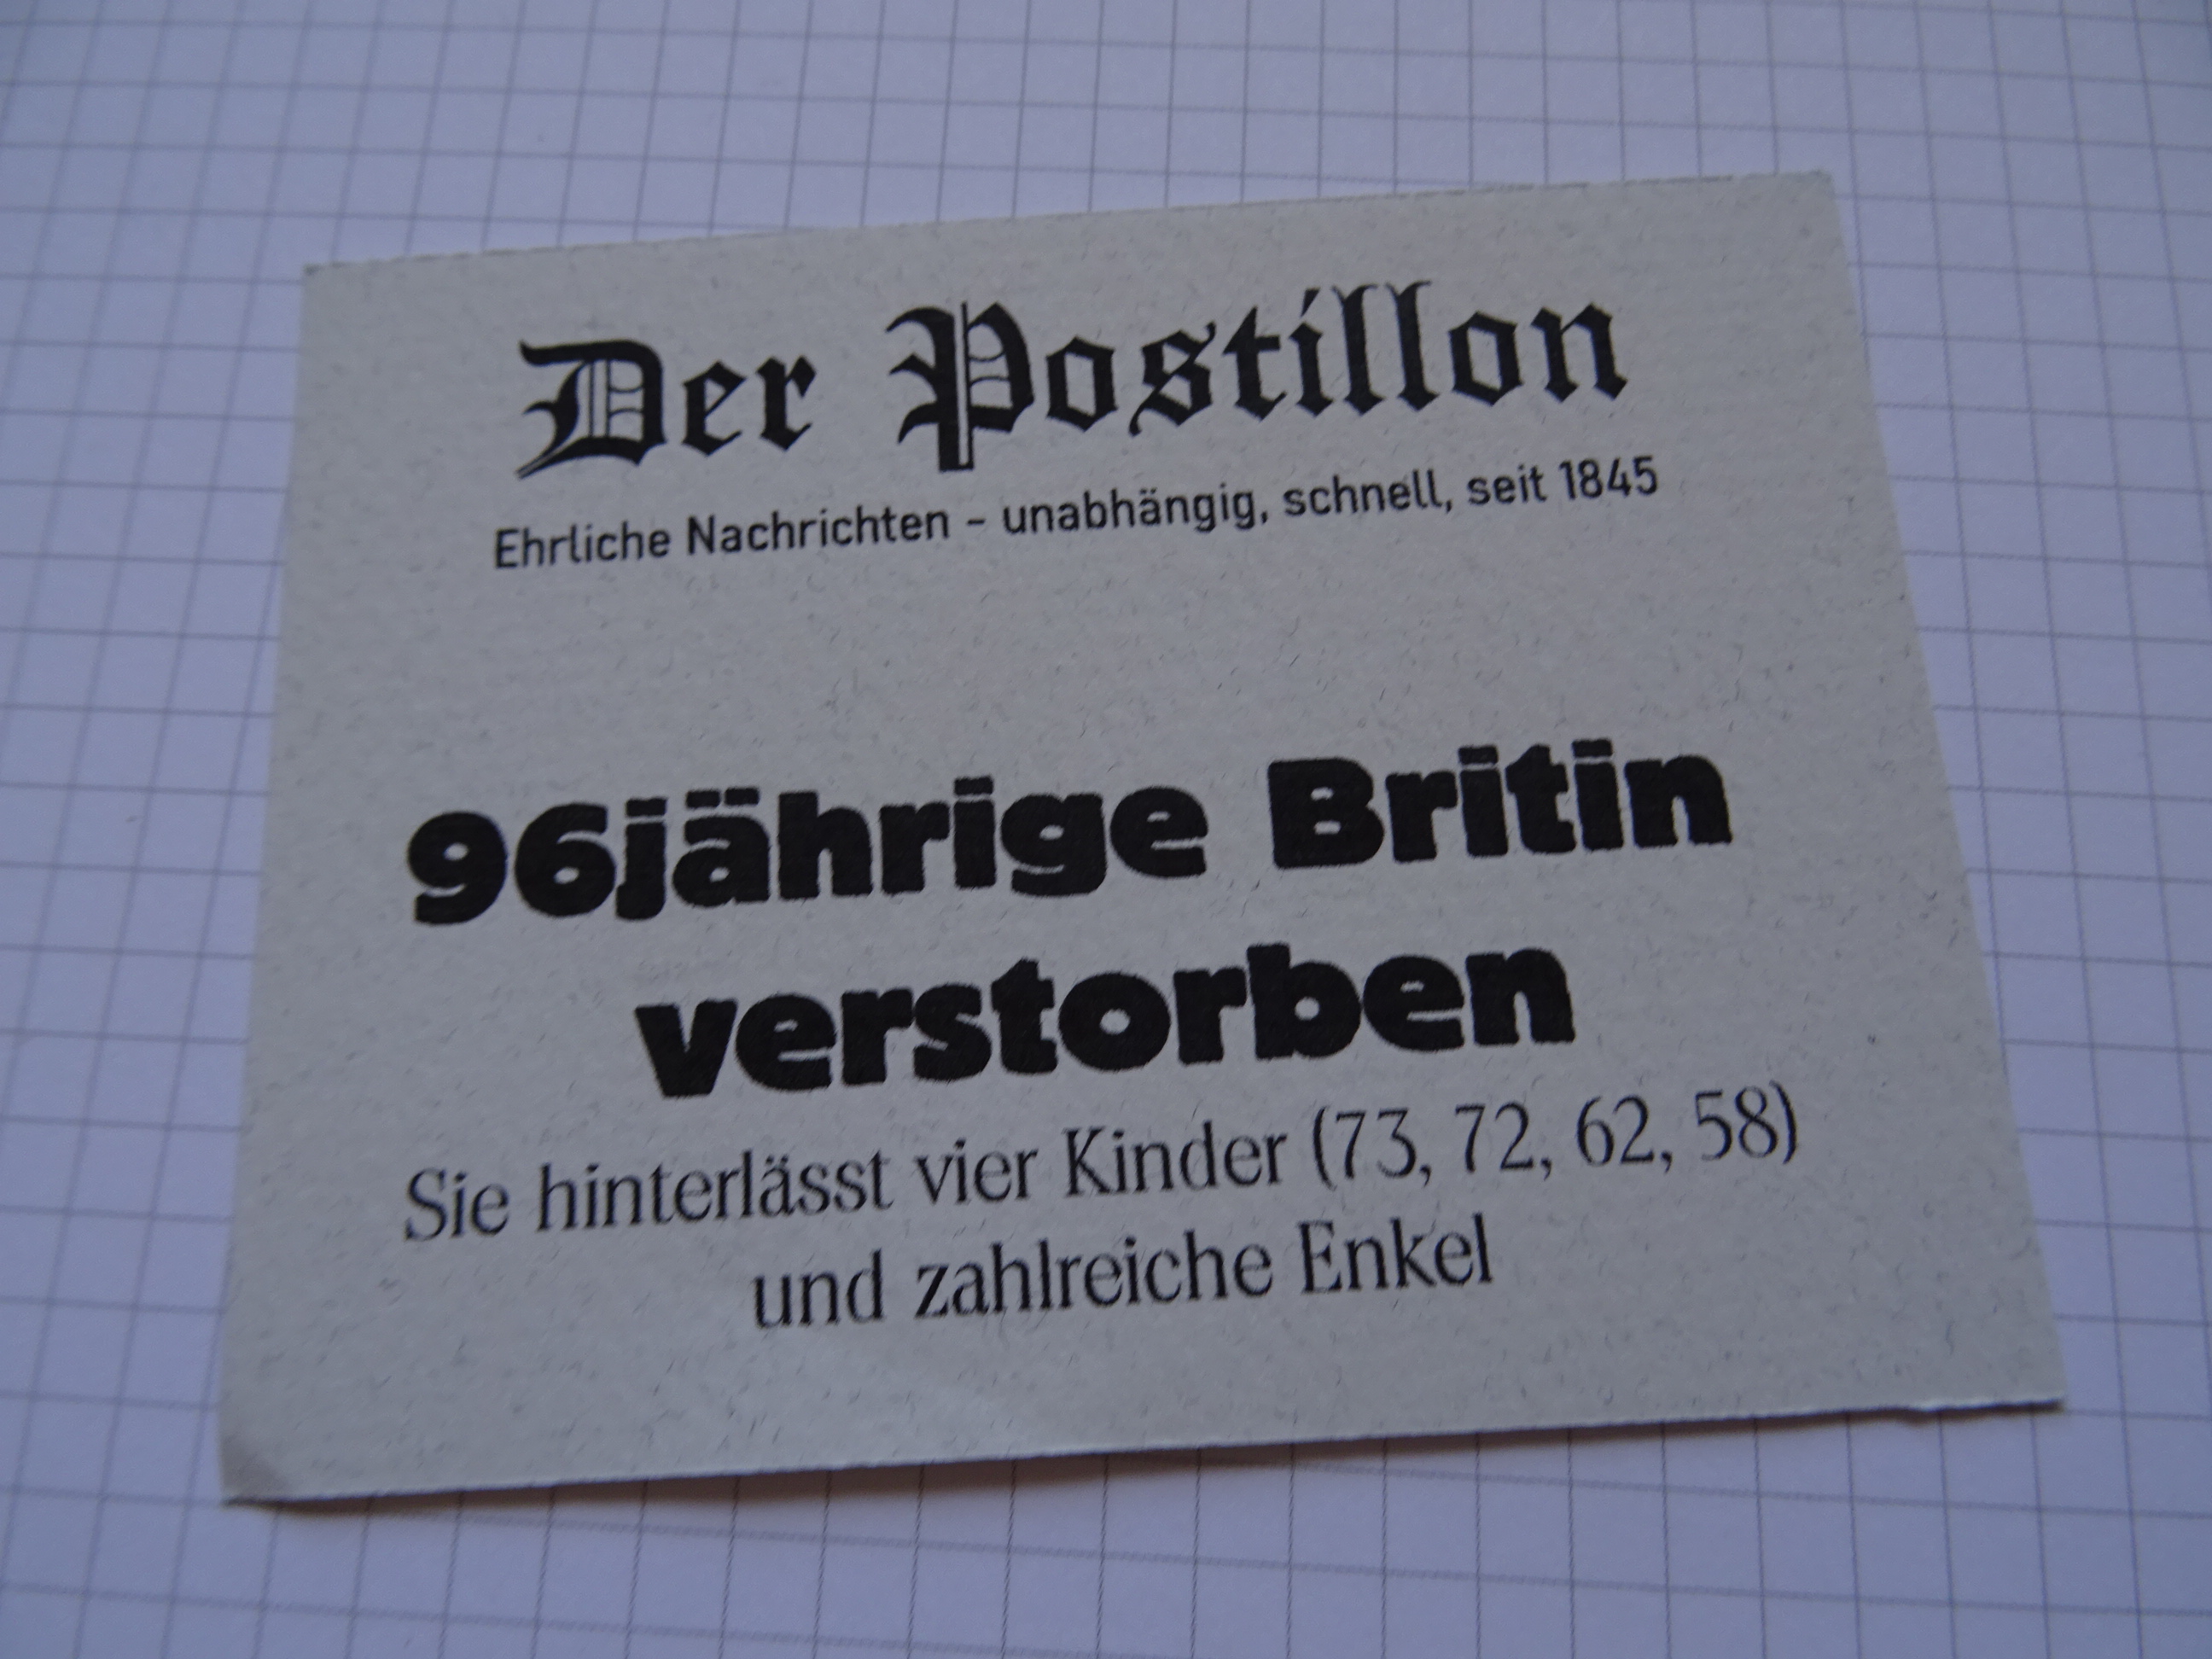 Der Postillon
Ehrliche Nachrichten - unabhängig, schnell, seit 1845
96jährige Britin
verstorben
Sie hinterlässt vier Kinder (73, 72, 62, 58)
und zahlreiche Enkel